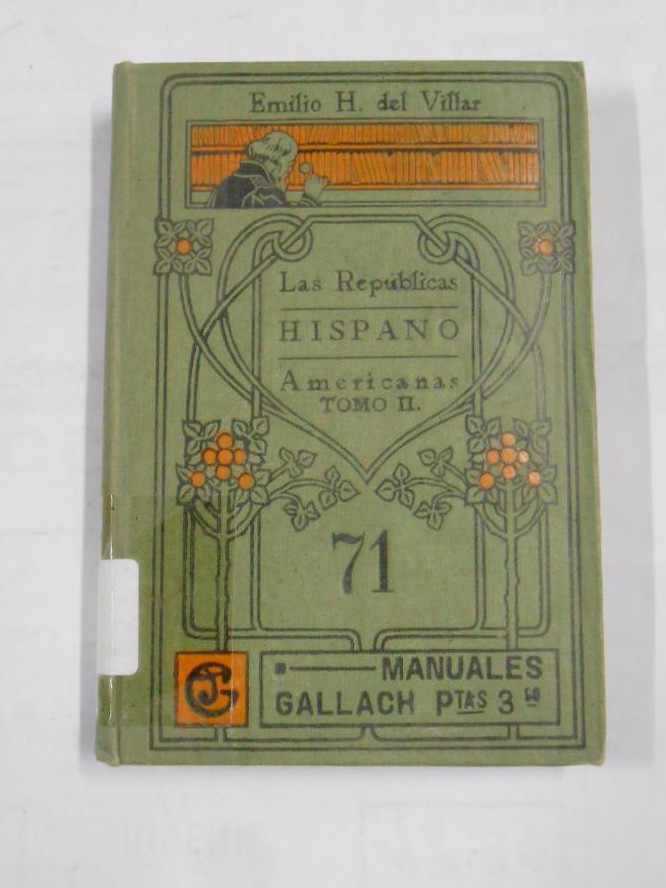 Emilio H. del Villar
Las Repúblicas
HISPANO
Americanas
TOMO II.
71
MANUALES
GALLACH PTAS 3 50